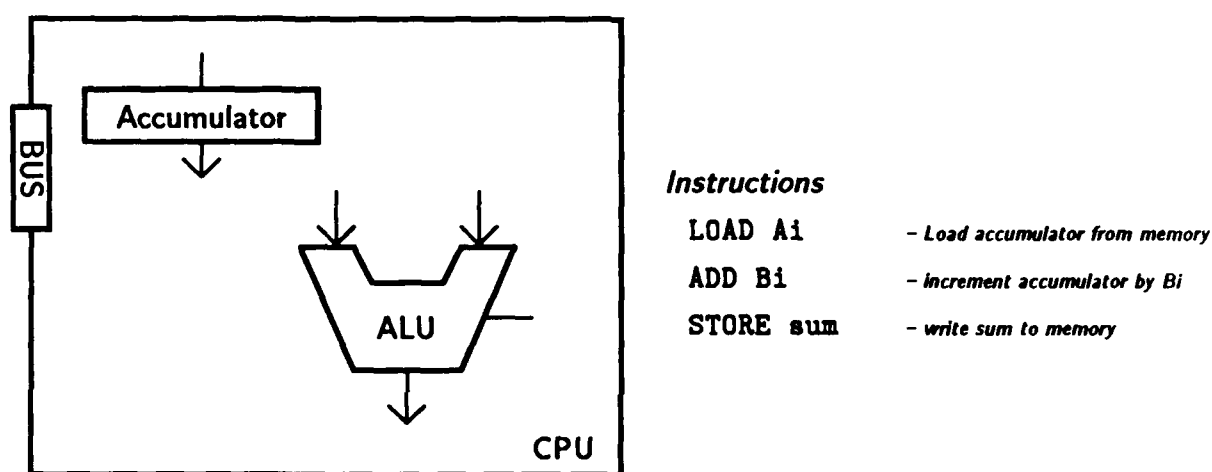 Accumulator
BUS
ALU
CPU
Instructions
LOAD Ai – Load accumulator from memory
ADD Bi – increment accumulator by Bi
STORE sum – write sum to memory